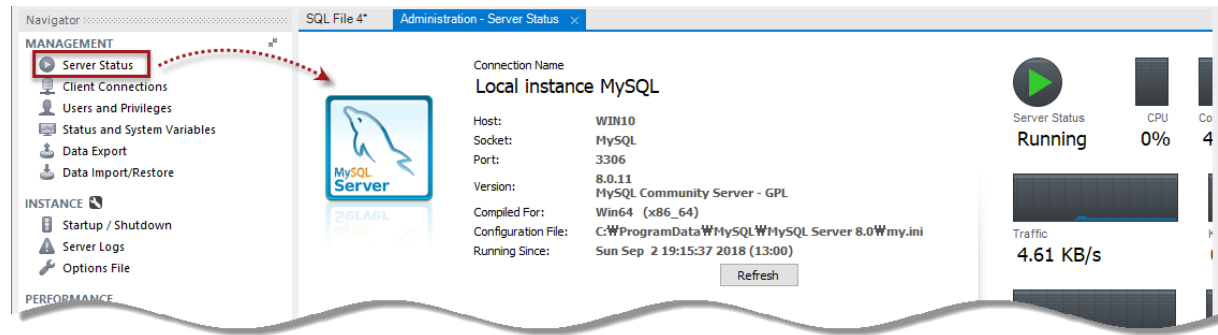 Navigator
MANAGEMENT
Server Status
Client Connections
Users and Privileges
Status and System Variables
Data Export
Data Import/Restore
INSTANCE
Startup / Shutdown
Server Logs
Options File
PERFORMANCE
SQL File 4*
Administration - Server Status
MySQL
Server
Connection Name
Local instance MySQL
Host: WIN10
Socket: MySQL
Port: 3306
Version: 8.0.11
MySQL Community Server - GPL
Compiled For: Win64 (x86_64)
Configuration File: C:₩ProgramData₩MySQL₩MySQL Server 8.0₩my.ini
Running Since: Sun Sep 2 19:15:37 2018 (13:00)
Refresh
Server Status
Running
CPU
0%
Co
4
Traffic
4.61 KB/s